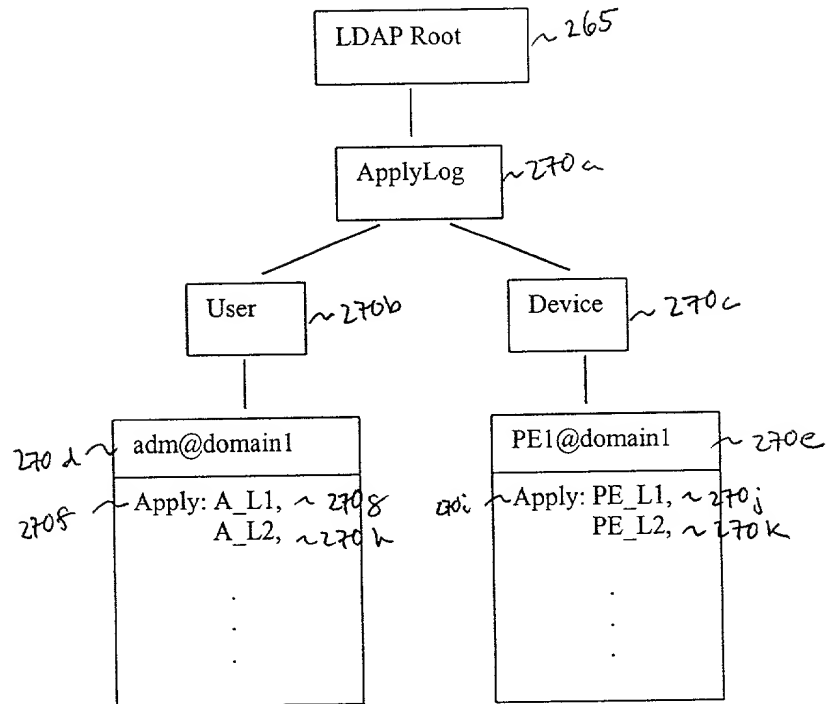 LDAP Root ~ 265
ApplyLog ~ 270a
User ~ 270b
Device ~ 270c
270d ~ adm@domain1
PE1@domain1 ~ 270e
270f ~ Apply: A_L1, ~ 270g
A_L2, ~ 270h
270i ~ Apply: PE_L1, ~ 270j
PE_L2, ~ 270k